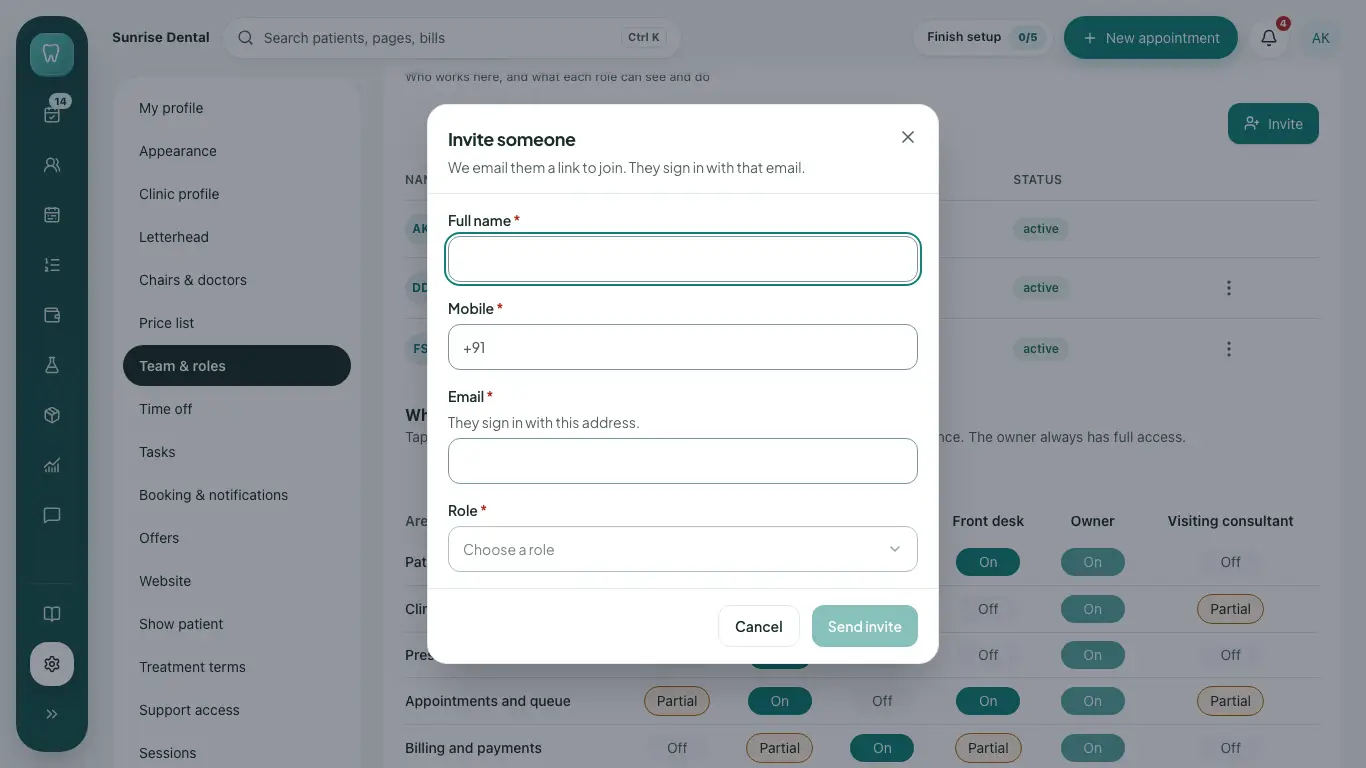 Sunrise Dental
Search patients, pages, bills
Ctrl K
Finish setup
0/5
New appointment
4
AK
14
My profile
Appearance
Clinic profile
Letterhead
Chairs & doctors
Price list
Team & roles
Time off
Tasks
Booking & notifications
Offers
Website
Show patient
Treatment terms
Support access
Sessions
Who works here, and what each role can see and do
Invite
STATUS
AK
active
DD
active
FS
active
nce. The owner always has full access.
Front desk Owner Visiting consultant
On On Off
Off On Partial
Off On Off
Appointments and queue Partial On Off On On Partial
Billing and payments Off Partial On Partial On Off
Invite someone
We email them a link to join. They sign in with that email.
Full name *
Mobile *
+91
Email *
They sign in with this address.
Role *
Choose a role
Cancel
Send invite